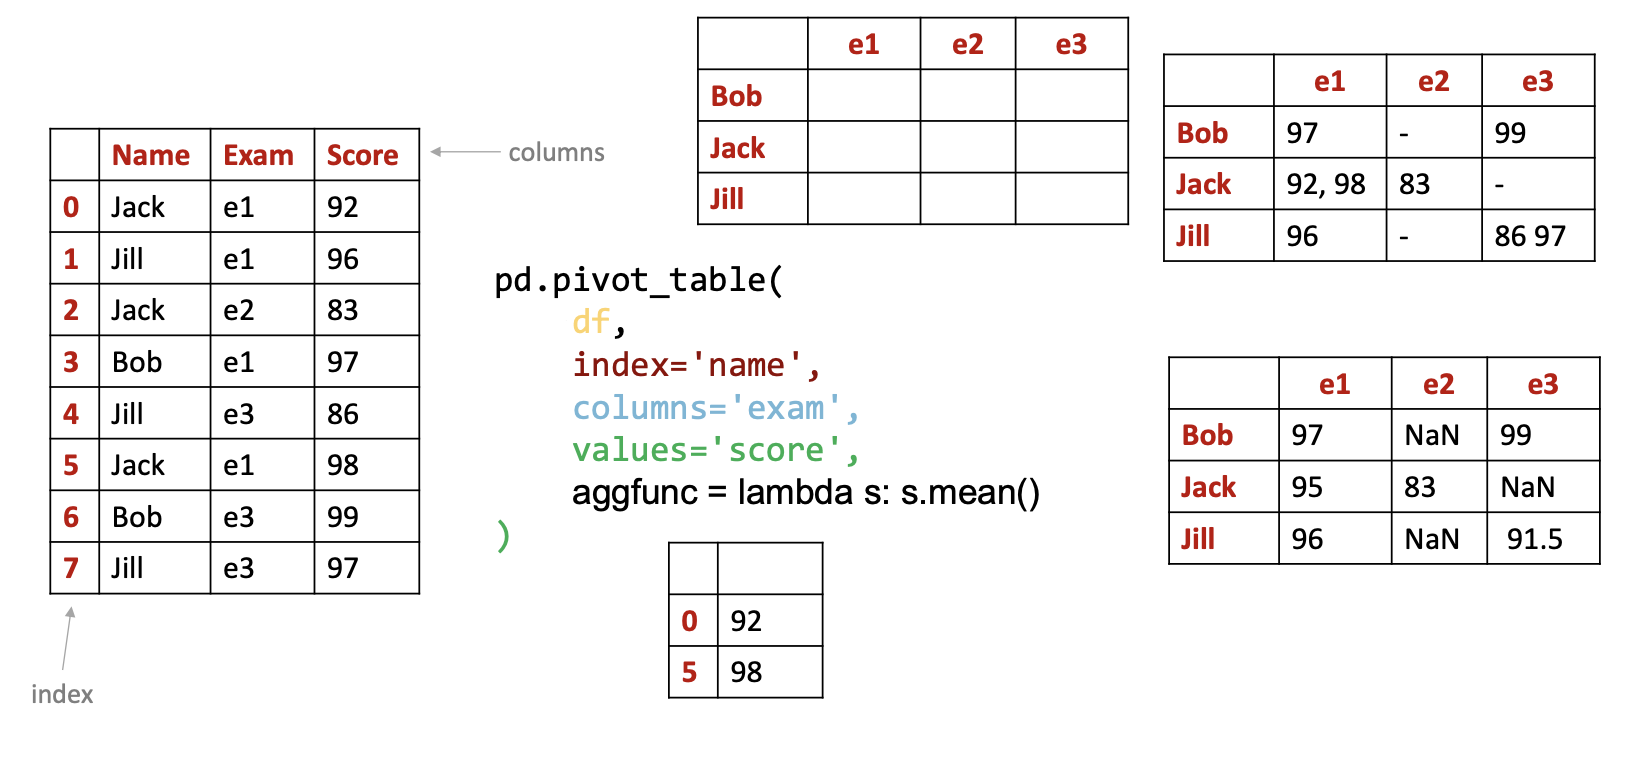 Name Exam Score
0 Jack e1 92
1 Jill e1 96
2 Jack e2 83
3 Bob e1 97
4 Jill e3 86
5 Jack e1 98
6 Bob e3 99
7 Jill e3 97
columns
index
e1 e2 e3
Bob
Jack
Jill
pd.pivot_table(
df,
index='name',
columns='exam',
values='score',
aggfunc = lambda s: s.mean()
)
0 92
5 98
e1 e2 e3
Bob 97 - 99
Jack 92, 98 83 -
Jill 96 - 86 97
e1 e2 e3
Bob 97 NaN 99
Jack 95 83 NaN
Jill 96 NaN 91.5